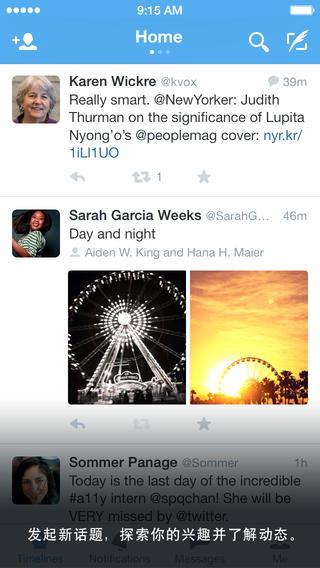 9:15 AM
Home
Karen Wickre @kvox 39m
Really smart. @NewYorker: Judith
Thurman on the significance of Lupita
Nyong'o's @peoplemag cover: nyr.kr/
1iLl1UO
1
Sarah Garcia Weeks @SarahG... 46m
Day and night
Aiden W. King and Hana H. Maier
Sommer Panage @Sommer 1h
Today is the last day of the incredible
#a11y intern @spqchan! She will be
VERY missed by @twitter.
发起新话题，探索你的兴趣并了解动态。
Timelines Notifications Messages Me